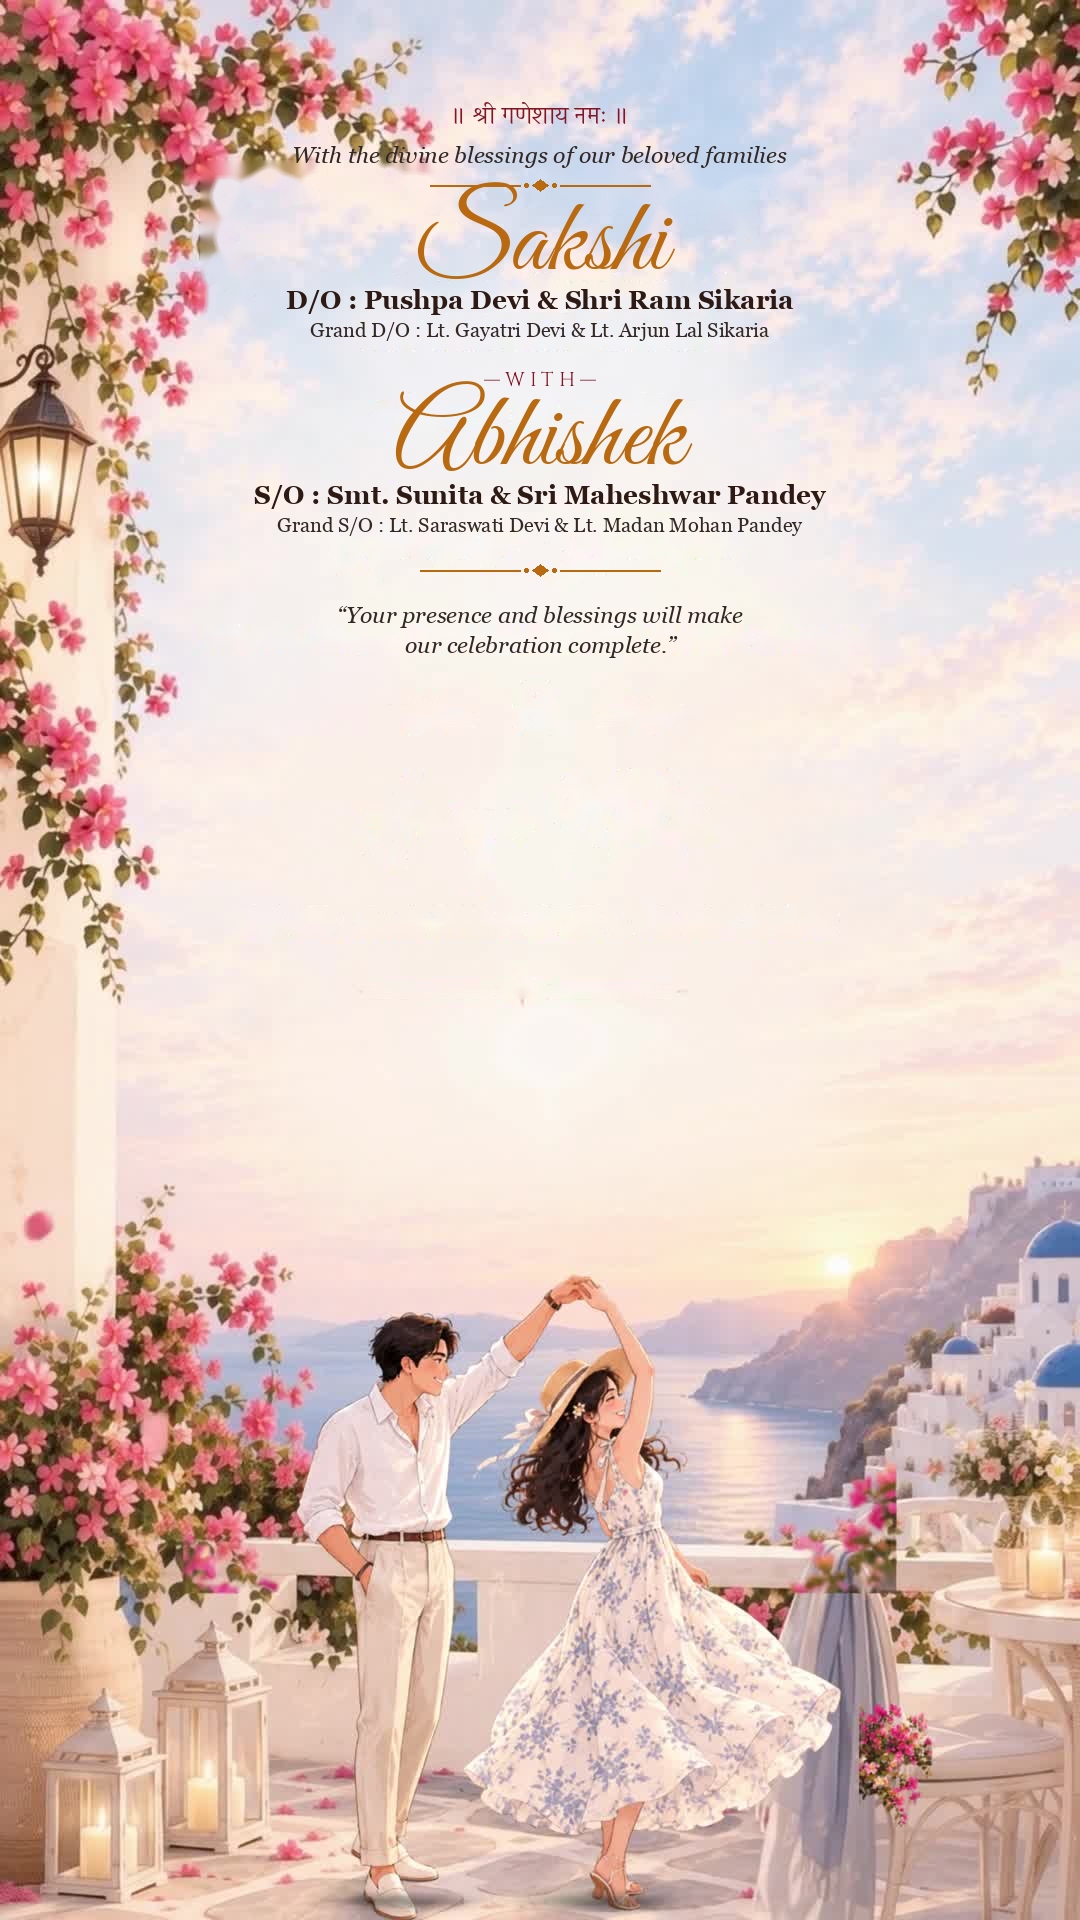 ॥ श्री गणेशाय नमः ॥
With the divine blessings of our beloved families
Sakshi
D/O : Pushpa Devi & Shri Ram Sikaria
Grand D/O : Lt. Gayatri Devi & Lt. Arjun Lal Sikaria
—WITH—
Abhishek
S/O : Smt. Sunita & Sri Maheshwar Pandey
Grand S/O : Lt. Saraswati Devi & Lt. Madan Mohan Pandey
“Your presence and blessings will make
our celebration complete.”